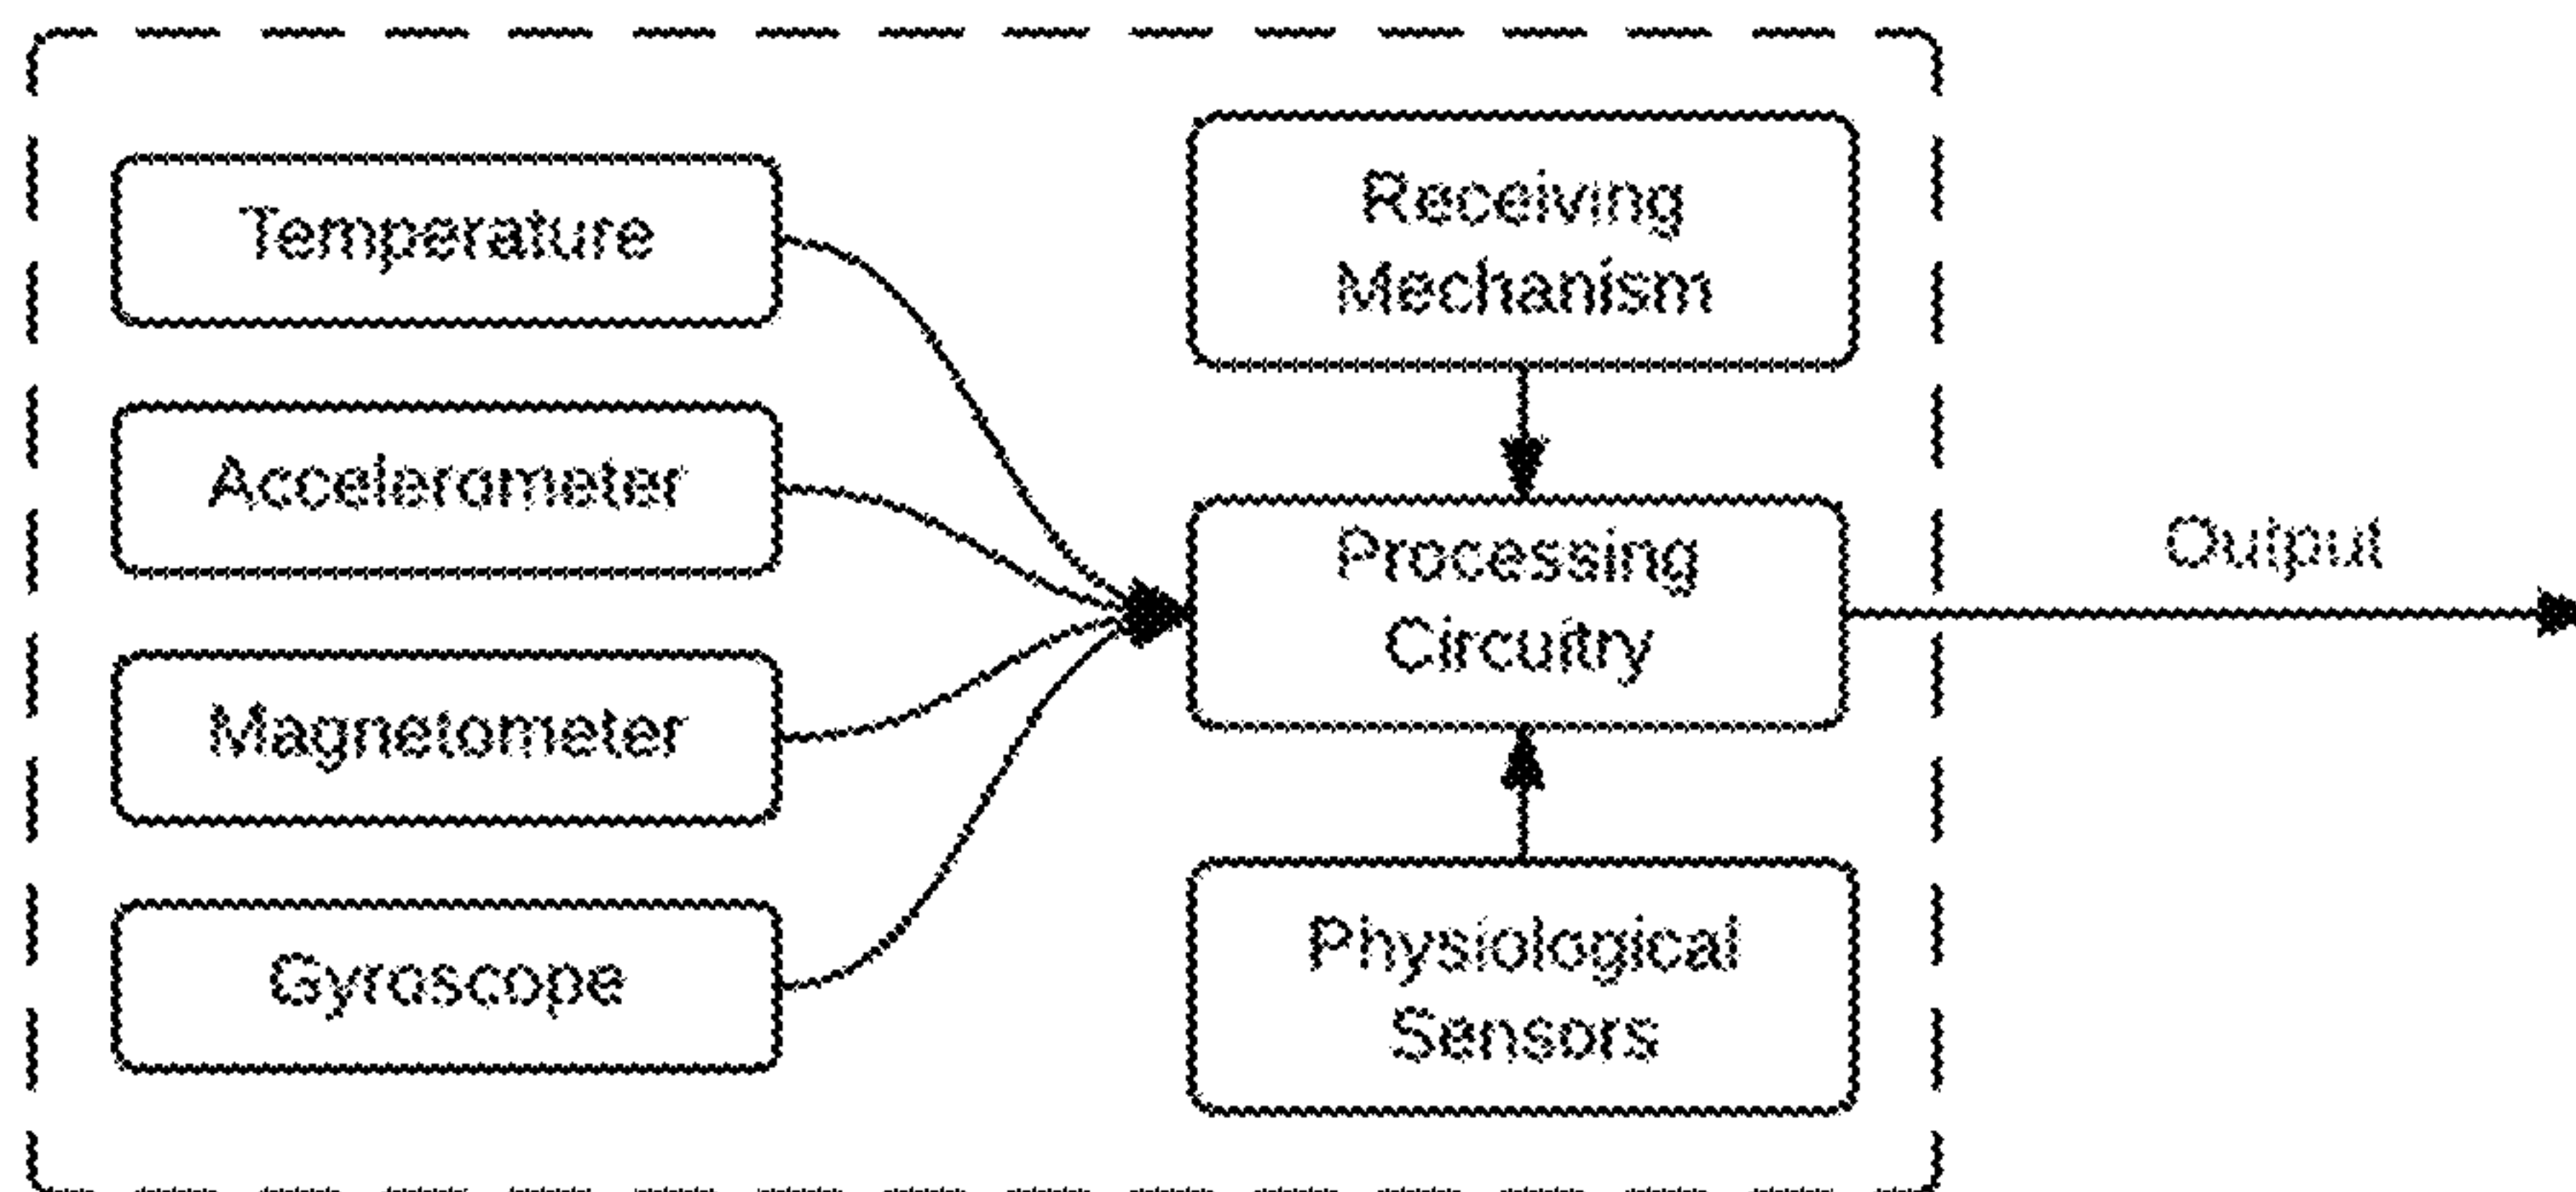 Temperature
Accelerometer
Magnetometer
Gyroscope
Receiving
Mechanism
Processing
Circuitry
Physiological
Sensors
Output